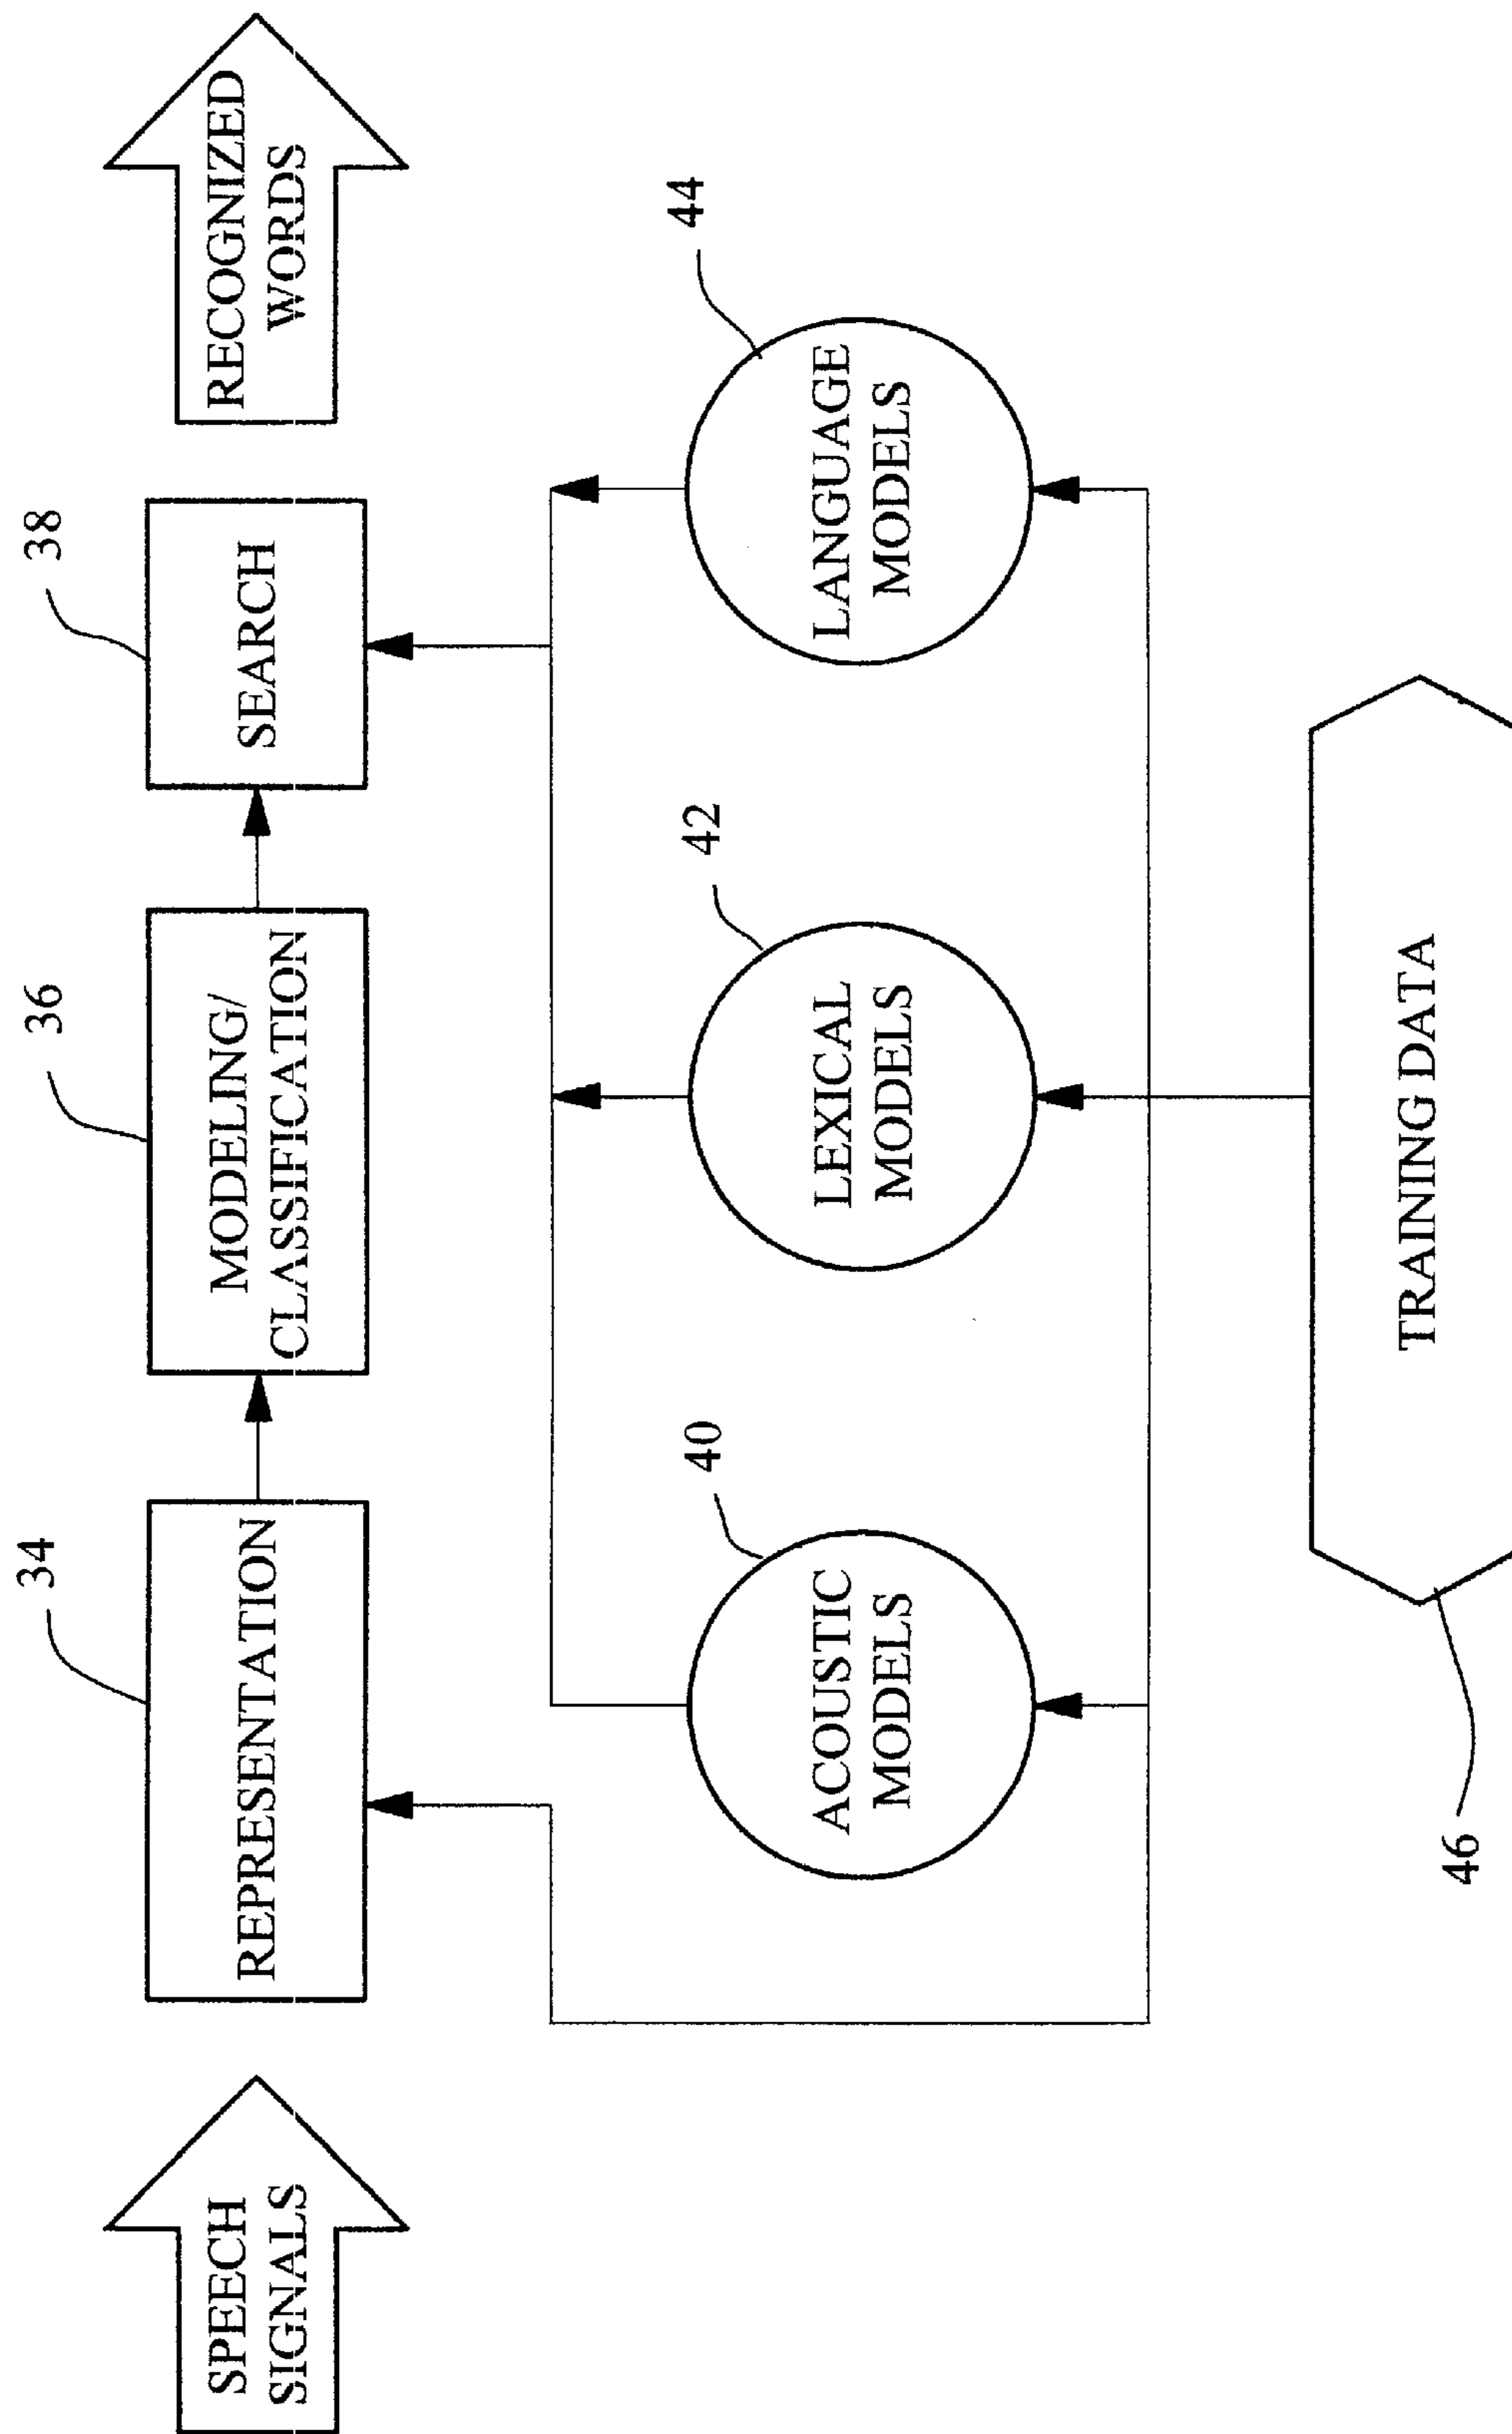 SPEECH
SIGNALS
34
REPRESENTATION
36
MODELING/
CLASSIFICATION
38
SEARCH
RECOGNIZED
WORDS
40
ACOUSTIC
MODELS
42
LEXICAL
MODELS
44
LANGUAGE
MODELS
46
TRAINING DATA